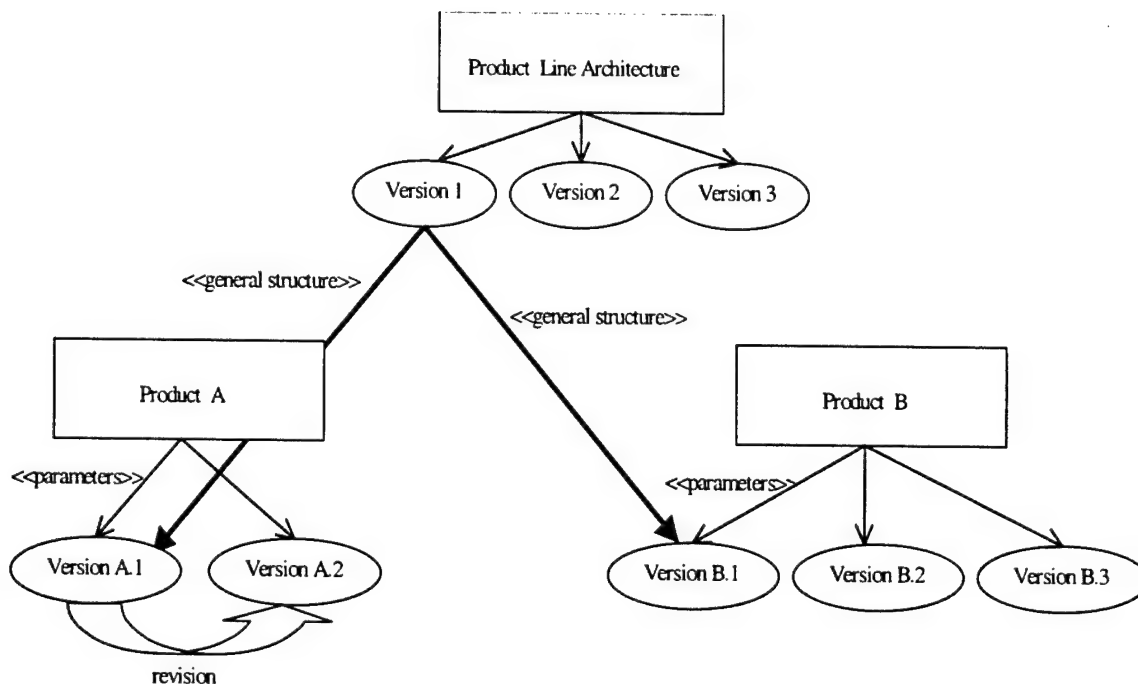 Product Line Architecture
Version 1
Version 2
Version 3
<<general structure>>
<<general structure>>
Product A
Product B
<<parameters>>
<<parameters>>
Version A.1
Version A.2
Version B.1
Version B.2
Version B.3
revision